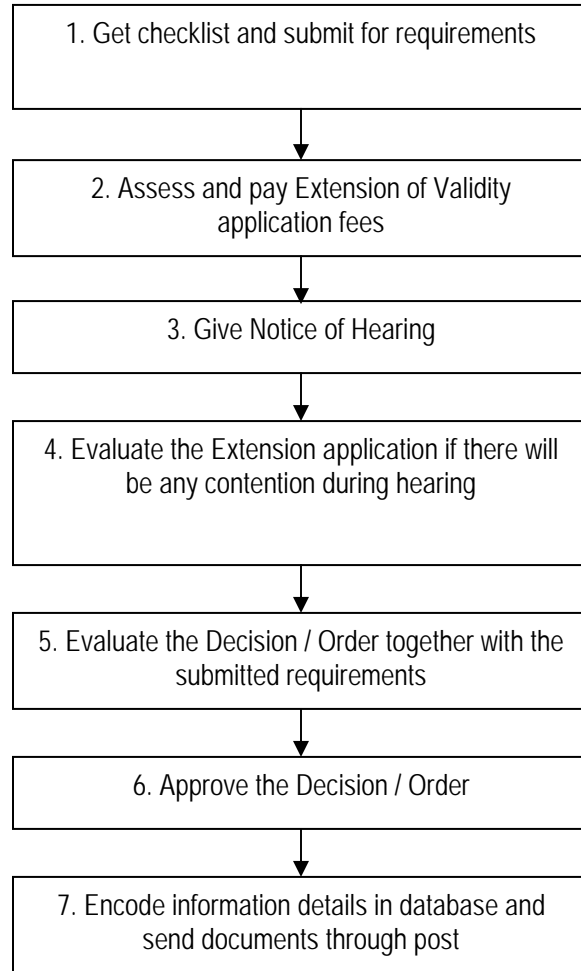 1. Get checklist and submit for requirements
2. Assess and pay Extension of Validity
application fees
3. Give Notice of Hearing
4. Evaluate the Extension application if there will
be any contention during hearing
5. Evaluate the Decision / Order together with the
submitted requirements
6. Approve the Decision / Order
7. Encode information details in database and
send documents through post